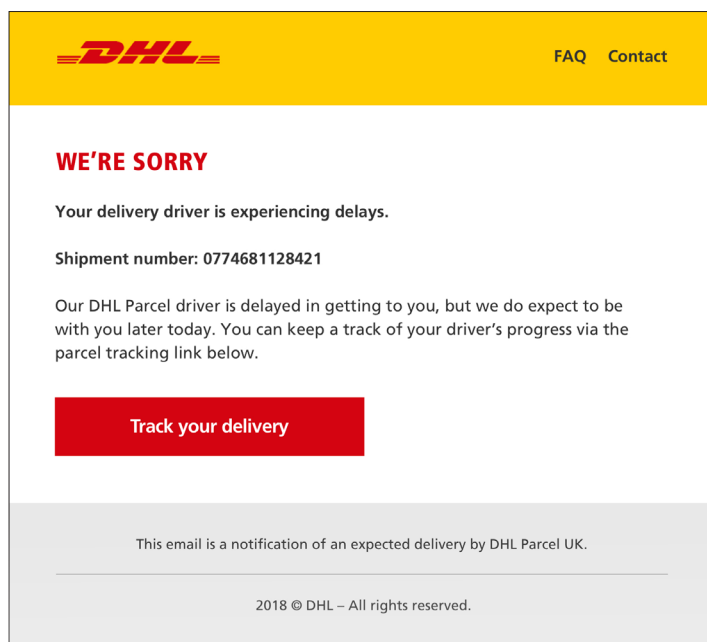 DHL
FAQ Contact
WE'RE SORRY
Your delivery driver is experiencing delays.
Shipment number: 0774681128421
Our DHL Parcel driver is delayed in getting to you, but we do expect to be
with you later today. You can keep a track of your driver's progress via the
parcel tracking link below.
Track your delivery
This email is a notification of an expected delivery by DHL Parcel UK.
2018 © DHL – All rights reserved.